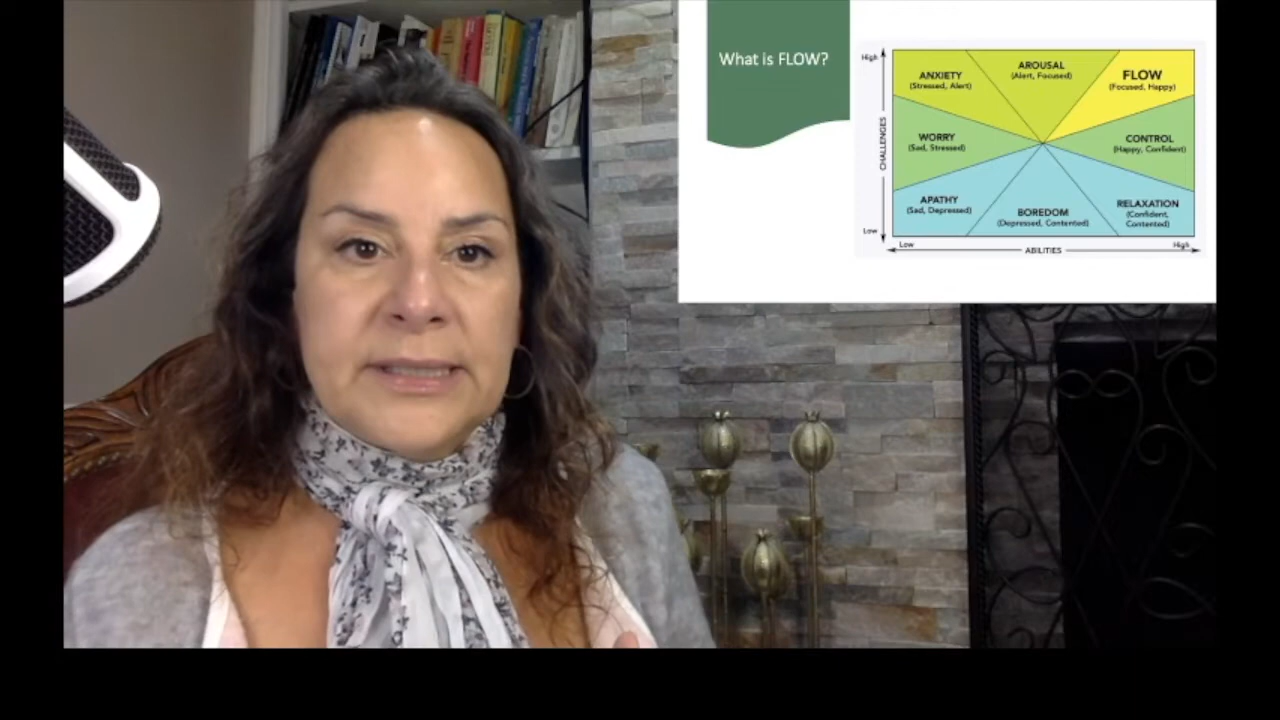 What is FLOW?
High
CHALLENGES
Low
ANXIETY
(Stressed, Alert)
AROUSAL
(Alert, Focused)
FLOW
(Focused, Happy)
WORRY
(Sad, Stressed)
CONTROL
(Happy, Confident)
APATHY
(Sad, Depressed)
BOREDOM
(Depressed, Contented)
RELAXATION
(Confident,
Contented)
Low
ABILITIES
High